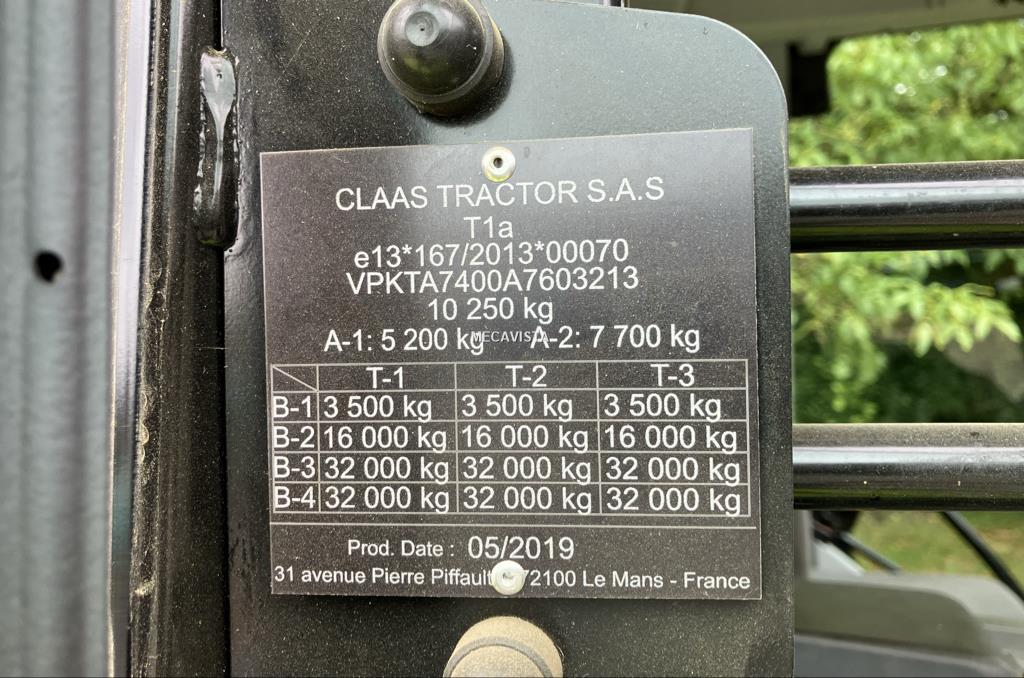 CLAAS TRACTOR S.A.S
T1a
e13*167/2013*00070
VPKTA7400A7603213
10 250 kg
A-1: 5 200 kg A-2: 7 700 kg
MECAVISTA
T-1 T-2 T-3
B-1 3 500 kg 3 500 kg 3 500 kg
B-2 16 000 kg 16 000 kg 16 000 kg
B-3 32 000 kg 32 000 kg 32 000 kg
B-4 32 000 kg 32 000 kg 32 000 kg
Prod. Date : 05/2019
31 avenue Pierre Piffault 72100 Le Mans - France